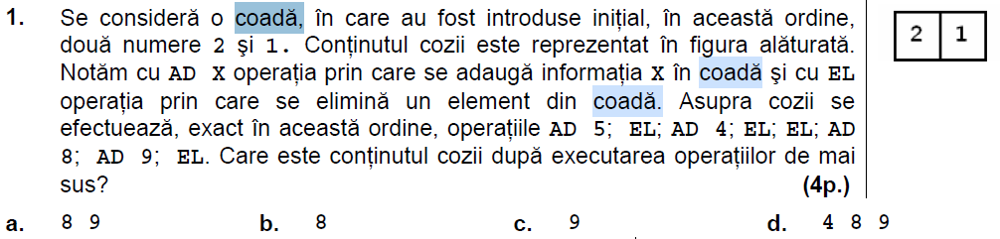 1. Se consideră o coadă, în care au fost introduse inițial, în această ordine,
două numere 2 şi 1. Conținutul cozii este reprezentat în figura alăturată.
Notăm cu AD X operația prin care se adaugă informația X în coadă şi cu EL
operația prin care se elimină un element din coadă. Asupra cozii se
efectuează, exact în această ordine, operațiile AD 5; EL; AD 4; EL; EL; AD
8; AD 9; EL. Care este conținutul cozii după executarea operațiilor de mai
sus? (4p.)
2 1
a. 8 9 b. 8 c. 9 d. 4 8 9